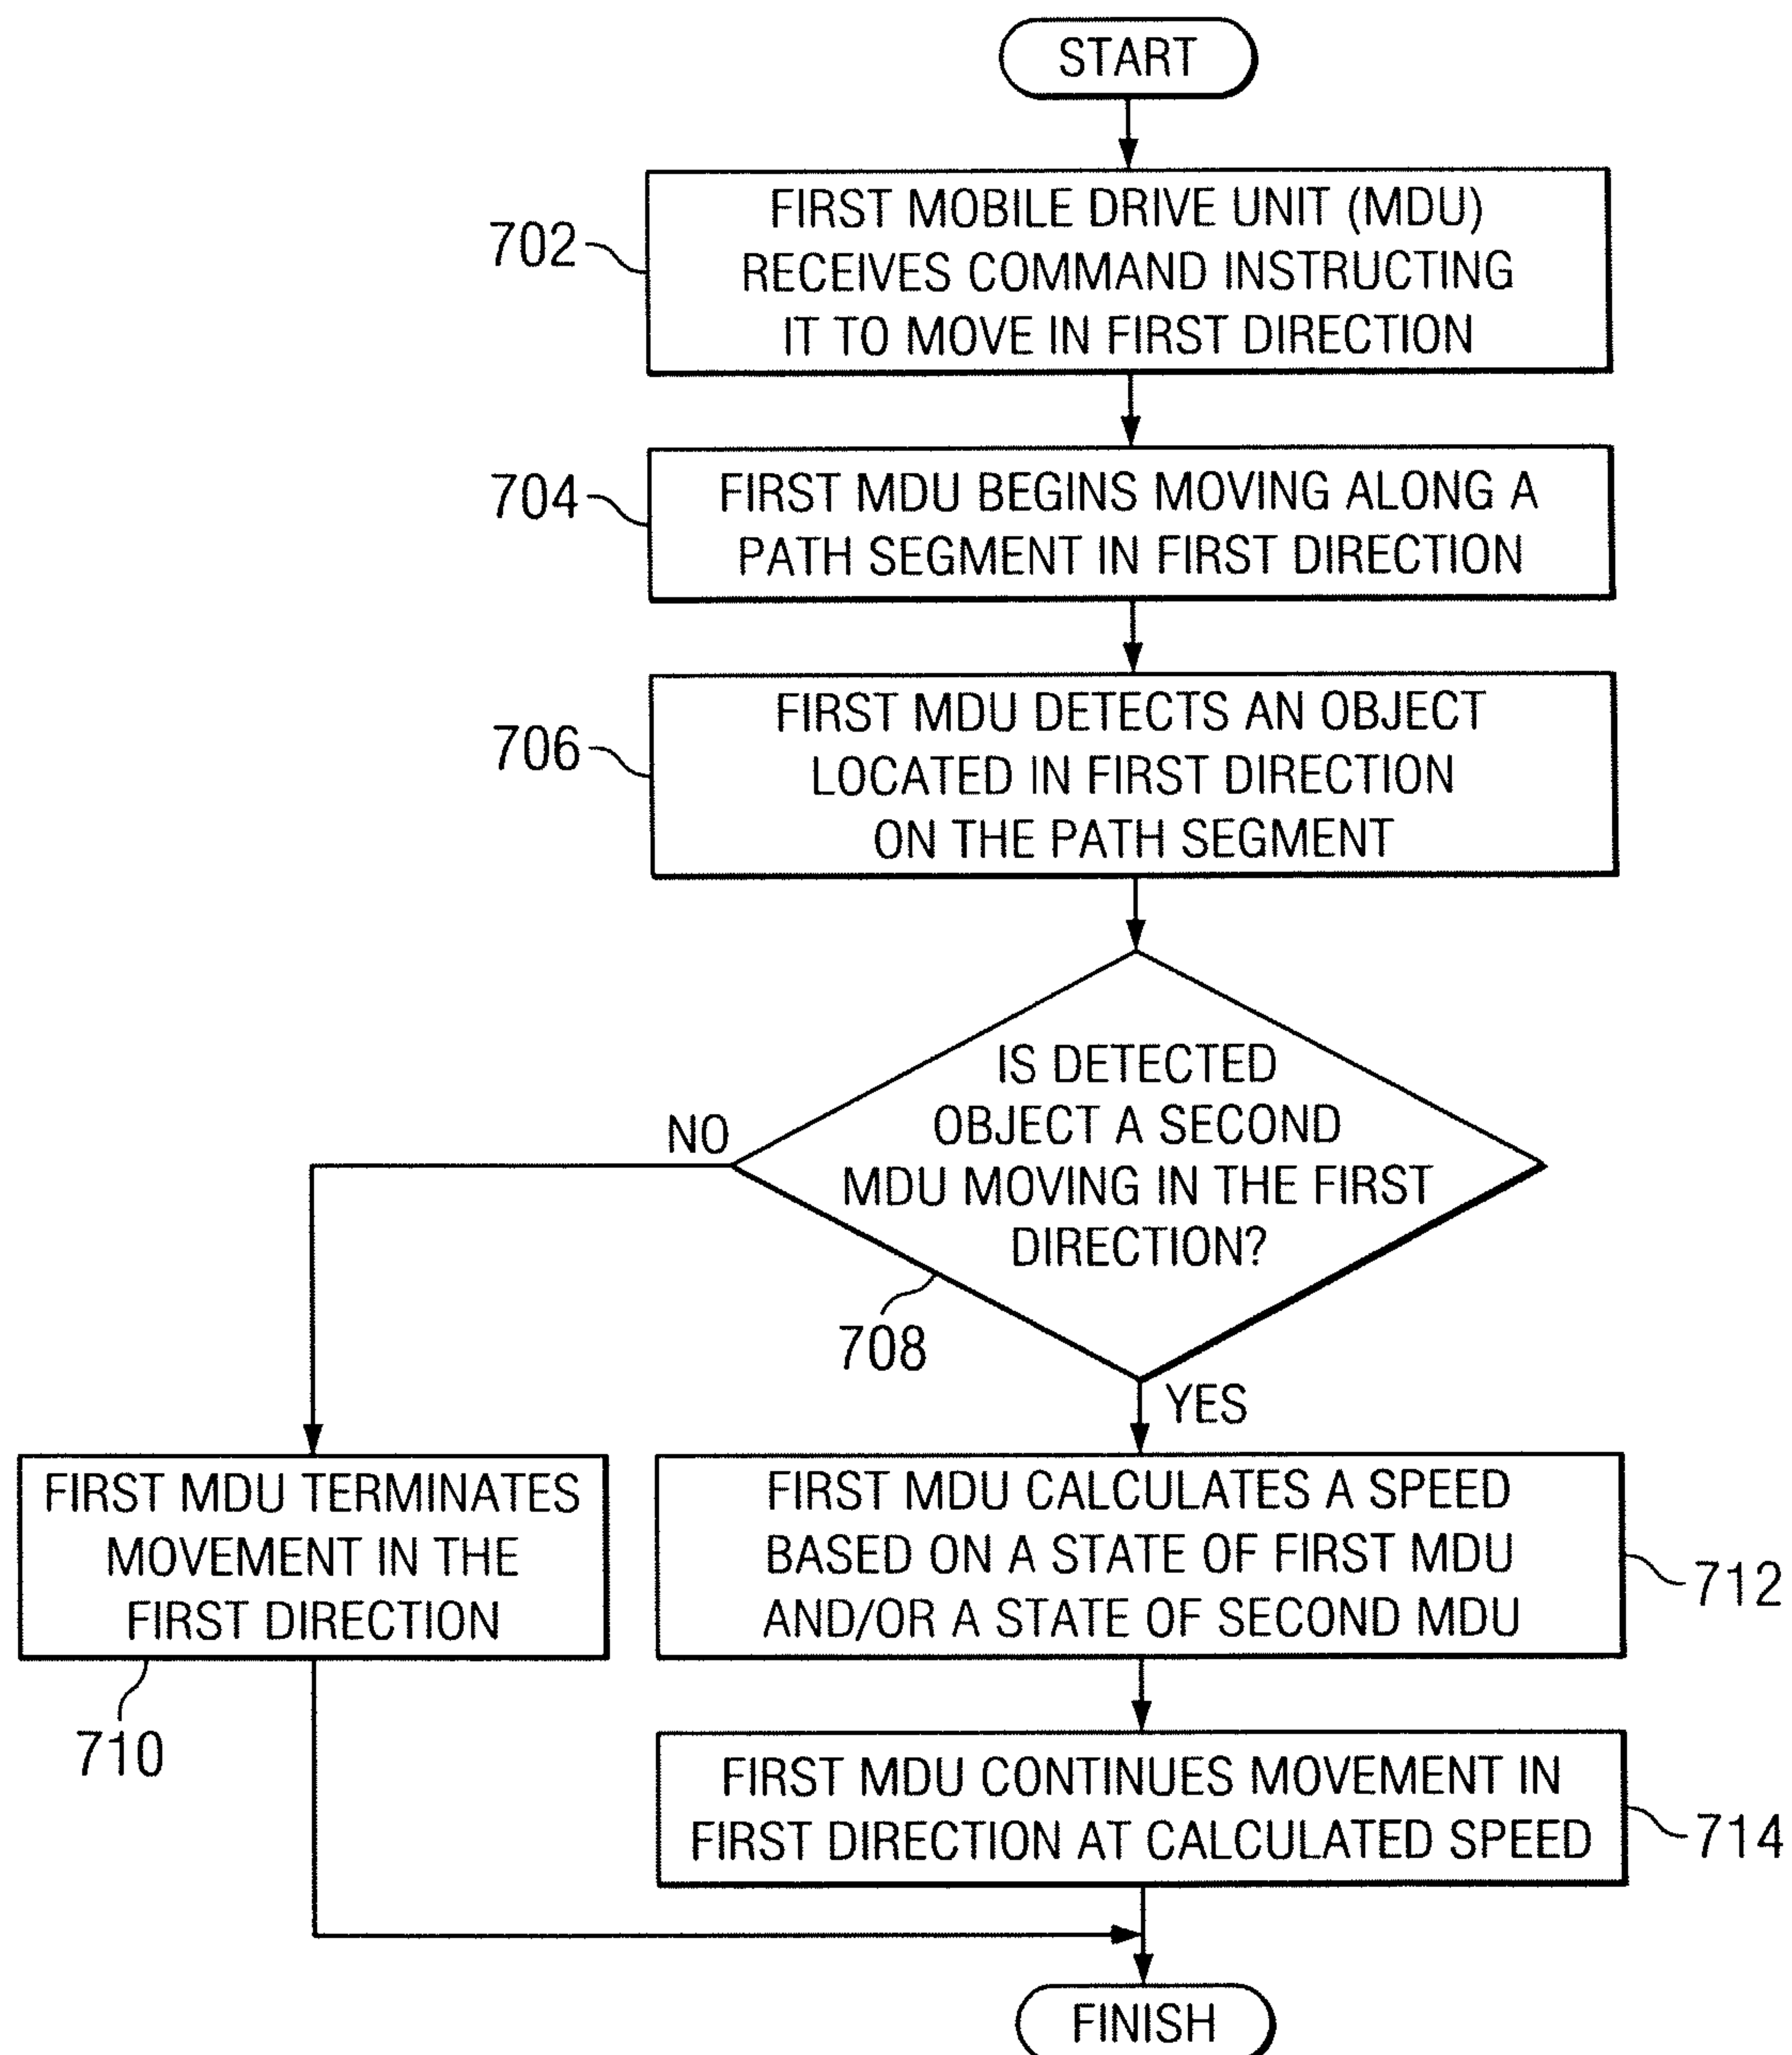 START
702
FIRST MOBILE DRIVE UNIT (MDU)
RECEIVES COMMAND INSTRUCTING
IT TO MOVE IN FIRST DIRECTION
704
FIRST MDU BEGINS MOVING ALONG A
PATH SEGMENT IN FIRST DIRECTION
706
FIRST MDU DETECTS AN OBJECT
LOCATED IN FIRST DIRECTION
ON THE PATH SEGMENT
IS DETECTED
OBJECT A SECOND
MDU MOVING IN THE FIRST
DIRECTION?
NO
708
YES
FIRST MDU TERMINATES
MOVEMENT IN THE
FIRST DIRECTION
710
FIRST MDU CALCULATES A SPEED
BASED ON A STATE OF FIRST MDU
AND/OR A STATE OF SECOND MDU
712
FIRST MDU CONTINUES MOVEMENT IN
FIRST DIRECTION AT CALCULATED SPEED
714
FINISH